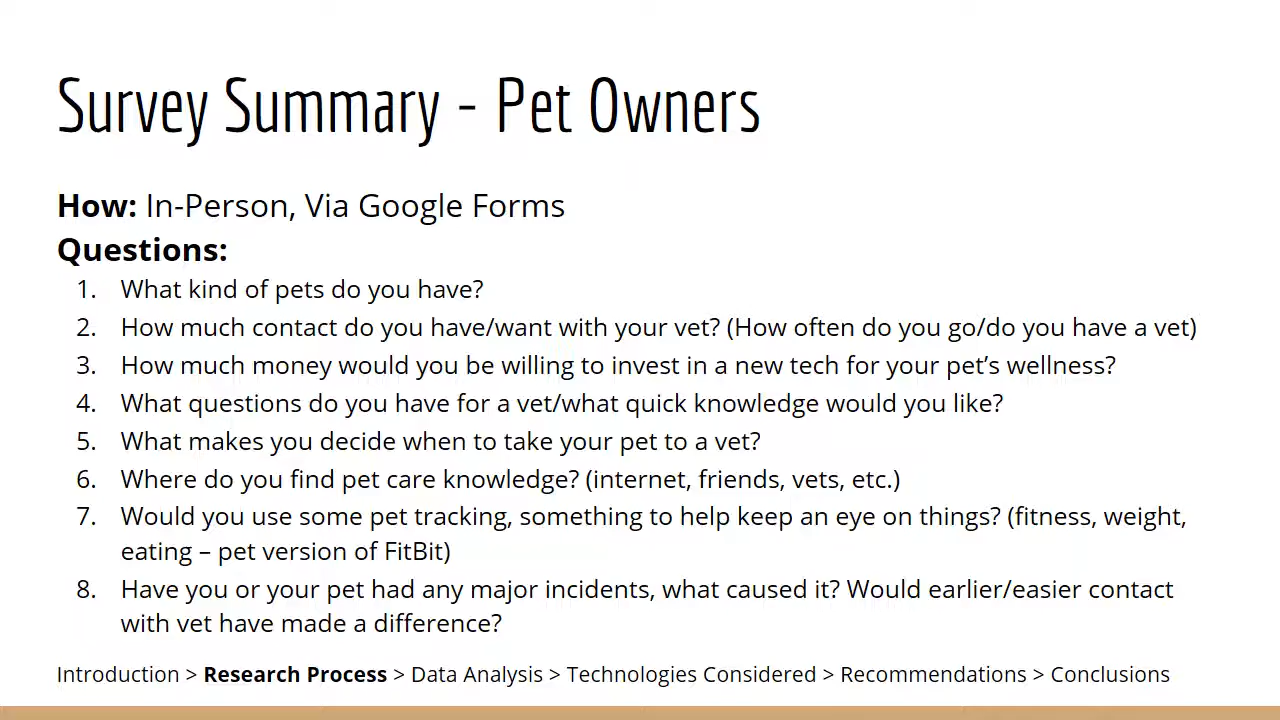 Survey Summary - Pet Owners
How: In-Person, Via Google Forms
Questions:
1. What kind of pets do you have?
2. How much contact do you have/want with your vet? (How often do you go/do you have a vet)
3. How much money would you be willing to invest in a new tech for your pet’s wellness?
4. What questions do you have for a vet/what quick knowledge would you like?
5. What makes you decide when to take your pet to a vet?
6. Where do you find pet care knowledge? (internet, friends, vets, etc.)
7. Would you use some pet tracking, something to help keep an eye on things? (fitness, weight,
eating – pet version of FitBit)
8. Have you or your pet had any major incidents, what caused it? Would earlier/easier contact
with vet have made a difference?
Introduction > Research Process > Data Analysis > Technologies Considered > Recommendations > Conclusions